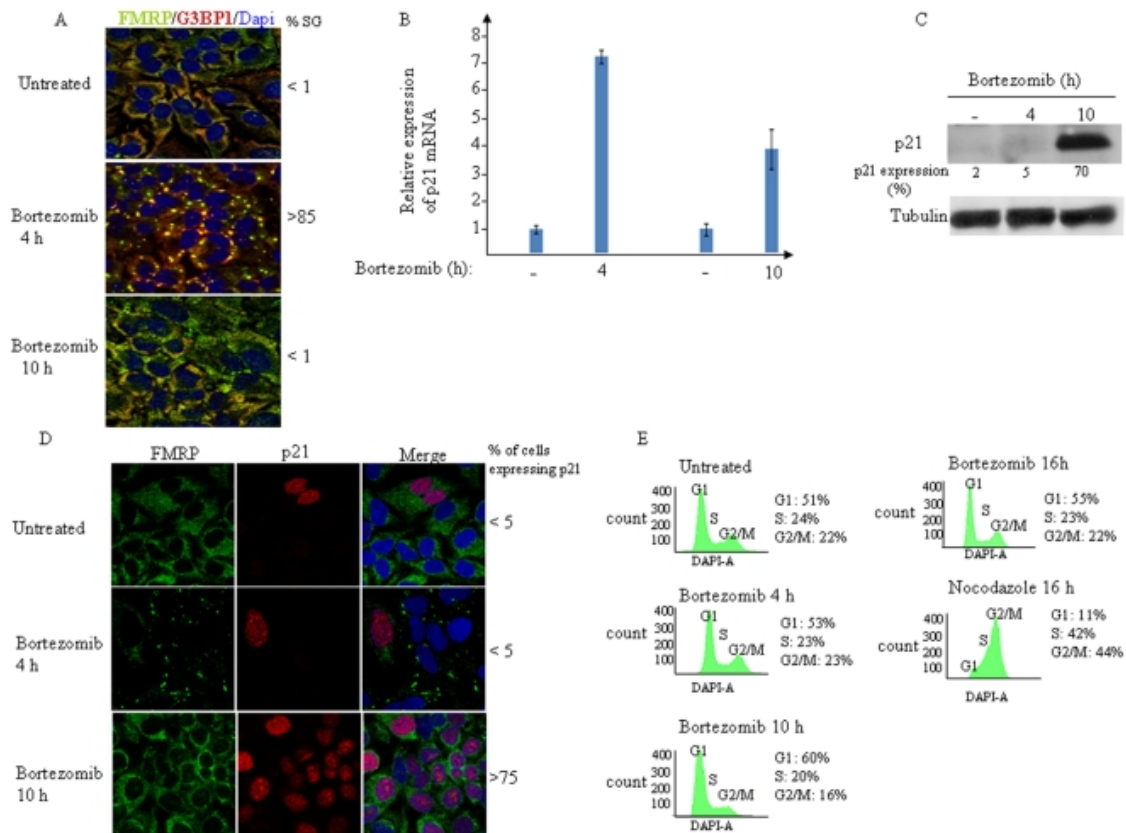 A
FMRP/G3BP1/Dapi % SG
Untreated
< 1
Bortezomib
4 h
>85
Bortezomib
10 h
< 1
B
Relative expression
of p21 mRNA
8
7
6
5
4
3
2
1
Bortezomib (h): - 4 - 10
C
Bortezomib (h)
- 4 10
p21
p21 expression
(%)
2 5 70
Tubulin
D
FMRP p21 Merge
% of cells
expressing p21
Untreated
< 5
Bortezomib
4 h
< 5
Bortezomib
10 h
>75
E
Untreated
count
400
300
200
100
G1
S
G2/M
DAPI-A
G1: 51%
S: 24%
G2/M: 22%
Bortezomib 4 h
count
400
300
200
100
G1
S
G2/M
DAPI-A
G1: 53%
S: 23%
G2/M: 23%
Bortezomib 10 h
count
400
300
200
100
G1
S
G2/M
DAPI-A
G1: 60%
S: 20%
G2/M: 16%
Bortezomib 16h
count
400
300
200
100
G1
S
G2/M
DAPI-A
G1: 55%
S: 23%
G2/M: 22%
Nocodazole 16 h
count
400
300
200
100
G1
S
G2/M
DAPI-A
G1: 11%
S: 42%
G2/M: 44%